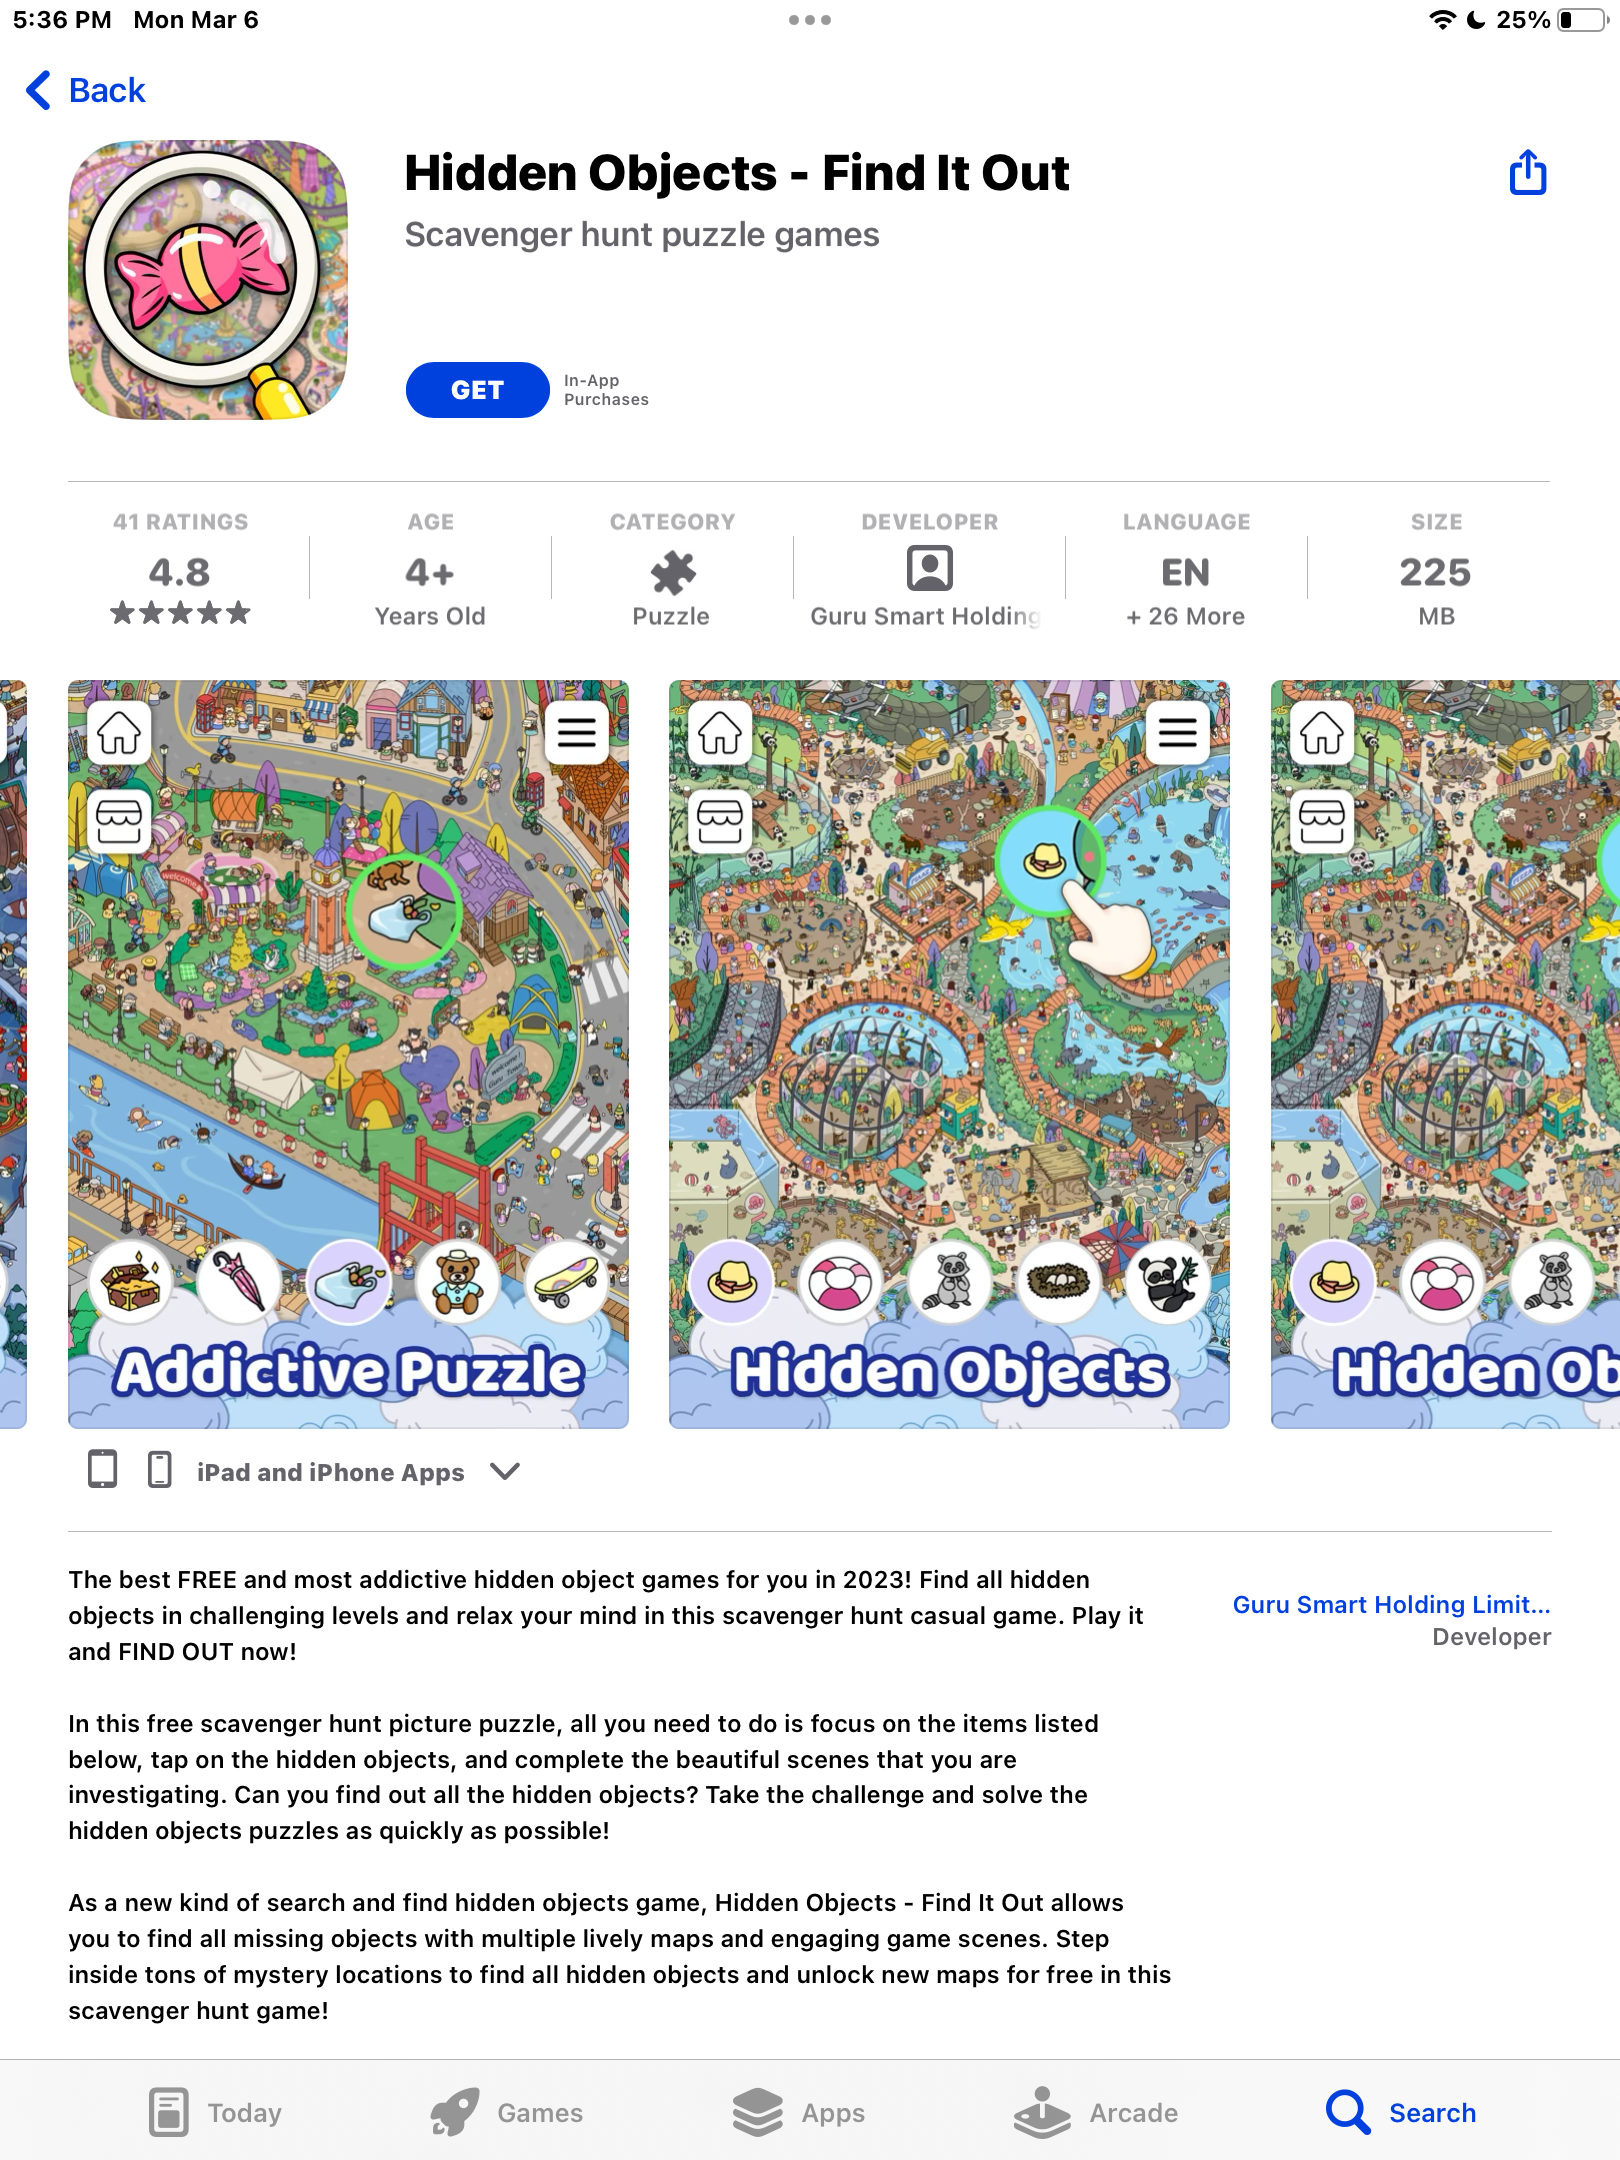 5:36 PM Mon Mar 6
25%
Back
Hidden Objects - Find It Out
Scavenger hunt puzzle games
GET
In-App
Purchases
41 RATINGS
4.8
AGE
4+
Years Old
CATEGORY
Puzzle
DEVELOPER
Guru Smart Holding
LANGUAGE
EN
+ 26 More
SIZE
225
MB
welcome
welcome!
Guru Town
Addictive Puzzle
Hidden Objects
Hidden Ob
iPad and iPhone Apps
The best FREE and most addictive hidden object games for you in 2023! Find all hidden
objects in challenging levels and relax your mind in this scavenger hunt casual game. Play it
and FIND OUT now!
Guru Smart Holding Limit...
Developer
In this free scavenger hunt picture puzzle, all you need to do is focus on the items listed
below, tap on the hidden objects, and complete the beautiful scenes that you are
investigating. Can you find out all the hidden objects? Take the challenge and solve the
hidden objects puzzles as quickly as possible!
As a new kind of search and find hidden objects game, Hidden Objects - Find It Out allows
you to find all missing objects with multiple lively maps and engaging game scenes. Step
inside tons of mystery locations to find all hidden objects and unlock new maps for free in this
scavenger hunt game!
Today
Games
Apps
Arcade
Search